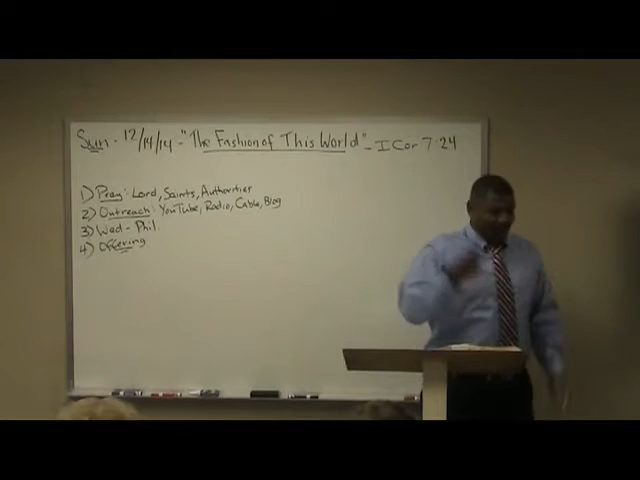 Sun - 12/14/14 - "The Fashion of This World" - I Cor 7:24
1) Pray: Lord, Saints, Authorities
2) Outreach: YouTube, Radio, Cable, Blog
3) Wed - Phil.
4) Offering